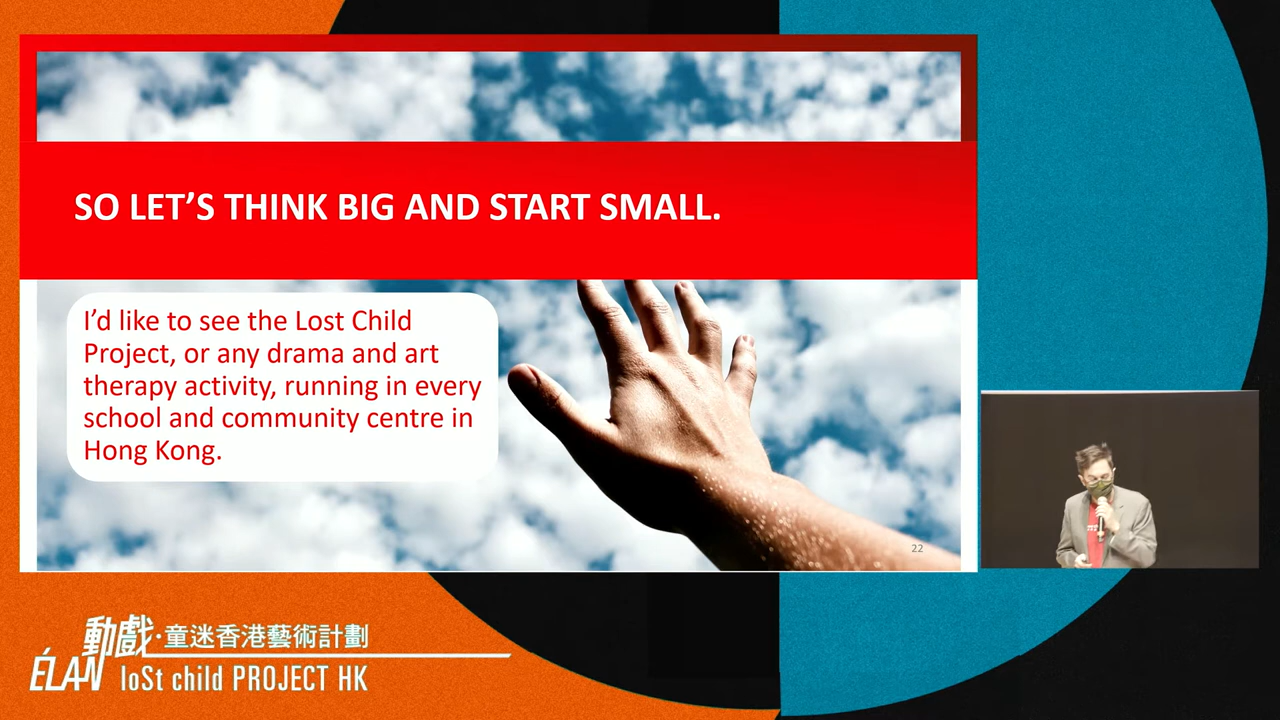 SO LET’S THINK BIG AND START SMALL.
I’d like to see the Lost Child
Project, or any drama and art
therapy activity, running in every
school and community centre in
Hong Kong.
22
動戲·童迷香港藝術計劃
ÉLAN loSt child PROJECT HK